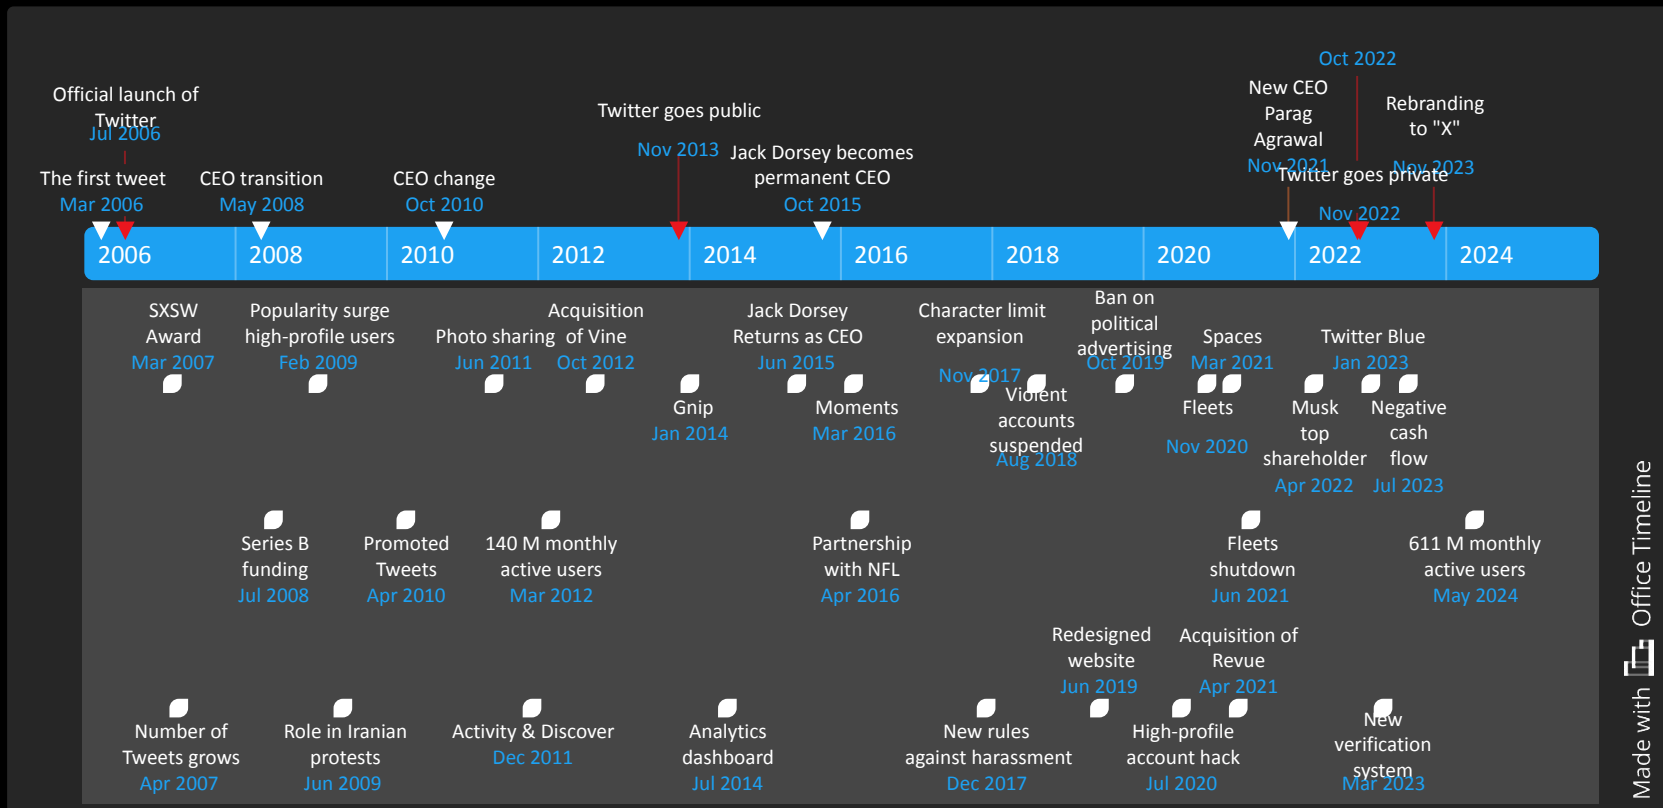 Oct 2022
Official launch of
Twitter
Jul 2006
Twitter goes public
Nov 2013
New CEO
Parag
Agrawal
Nov 2021
Rebranding
to "X"
Nov 2023
The first tweet
Mar 2006
CEO transition
May 2008
CEO change
Oct 2010
Jack Dorsey becomes
permanent CEO
Oct 2015
Twitter goes private
Nov 2022
2006
2008
2010
2012
2014
2016
2018
2020
2022
2024
SXSW
Award
Mar 2007
Popularity surge
high-profile users
Feb 2009
Photo sharing
Jun 2011
Acquisition
of Vine
Oct 2012
Jack Dorsey
Returns as CEO
Jun 2015
Character limit
expansion
Nov 2017
Ban on
political
advertising
Oct 2019
Spaces
Mar 2021
Twitter Blue
Jan 2023
Gnip
Jan 2014
Moments
Mar 2016
Violent
accounts
suspended
Aug 2018
Fleets
Nov 2020
Musk
top
shareholder
Apr 2022
Negative
cash
flow
Jul 2023
Series B
funding
Jul 2008
Promoted
Tweets
Apr 2010
140 M monthly
active users
Mar 2012
Partnership
with NFL
Apr 2016
Fleets
shutdown
Jun 2021
611 M monthly
active users
May 2024
Redesigned
website
Jun 2019
Acquisition of
Revue
Apr 2021
Number of
Tweets grows
Apr 2007
Role in Iranian
protests
Jun 2009
Activity & Discover
Dec 2011
Analytics
dashboard
Jul 2014
New rules
against harassment
Dec 2017
High-profile
account hack
Jul 2020
New
verification
system
Mar 2023
Made with Office Timeline